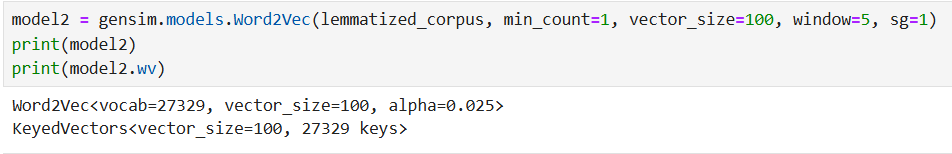 model2 = gensim.models.Word2Vec(lemmatized_corpus, min_count=1, vector_size=100, window=5, sg=1)
print(model2)
print(model2.wv)
Word2Vec<vocab=27329, vector_size=100, alpha=0.025>
KeyedVectors<vector_size=100, 27329 keys>